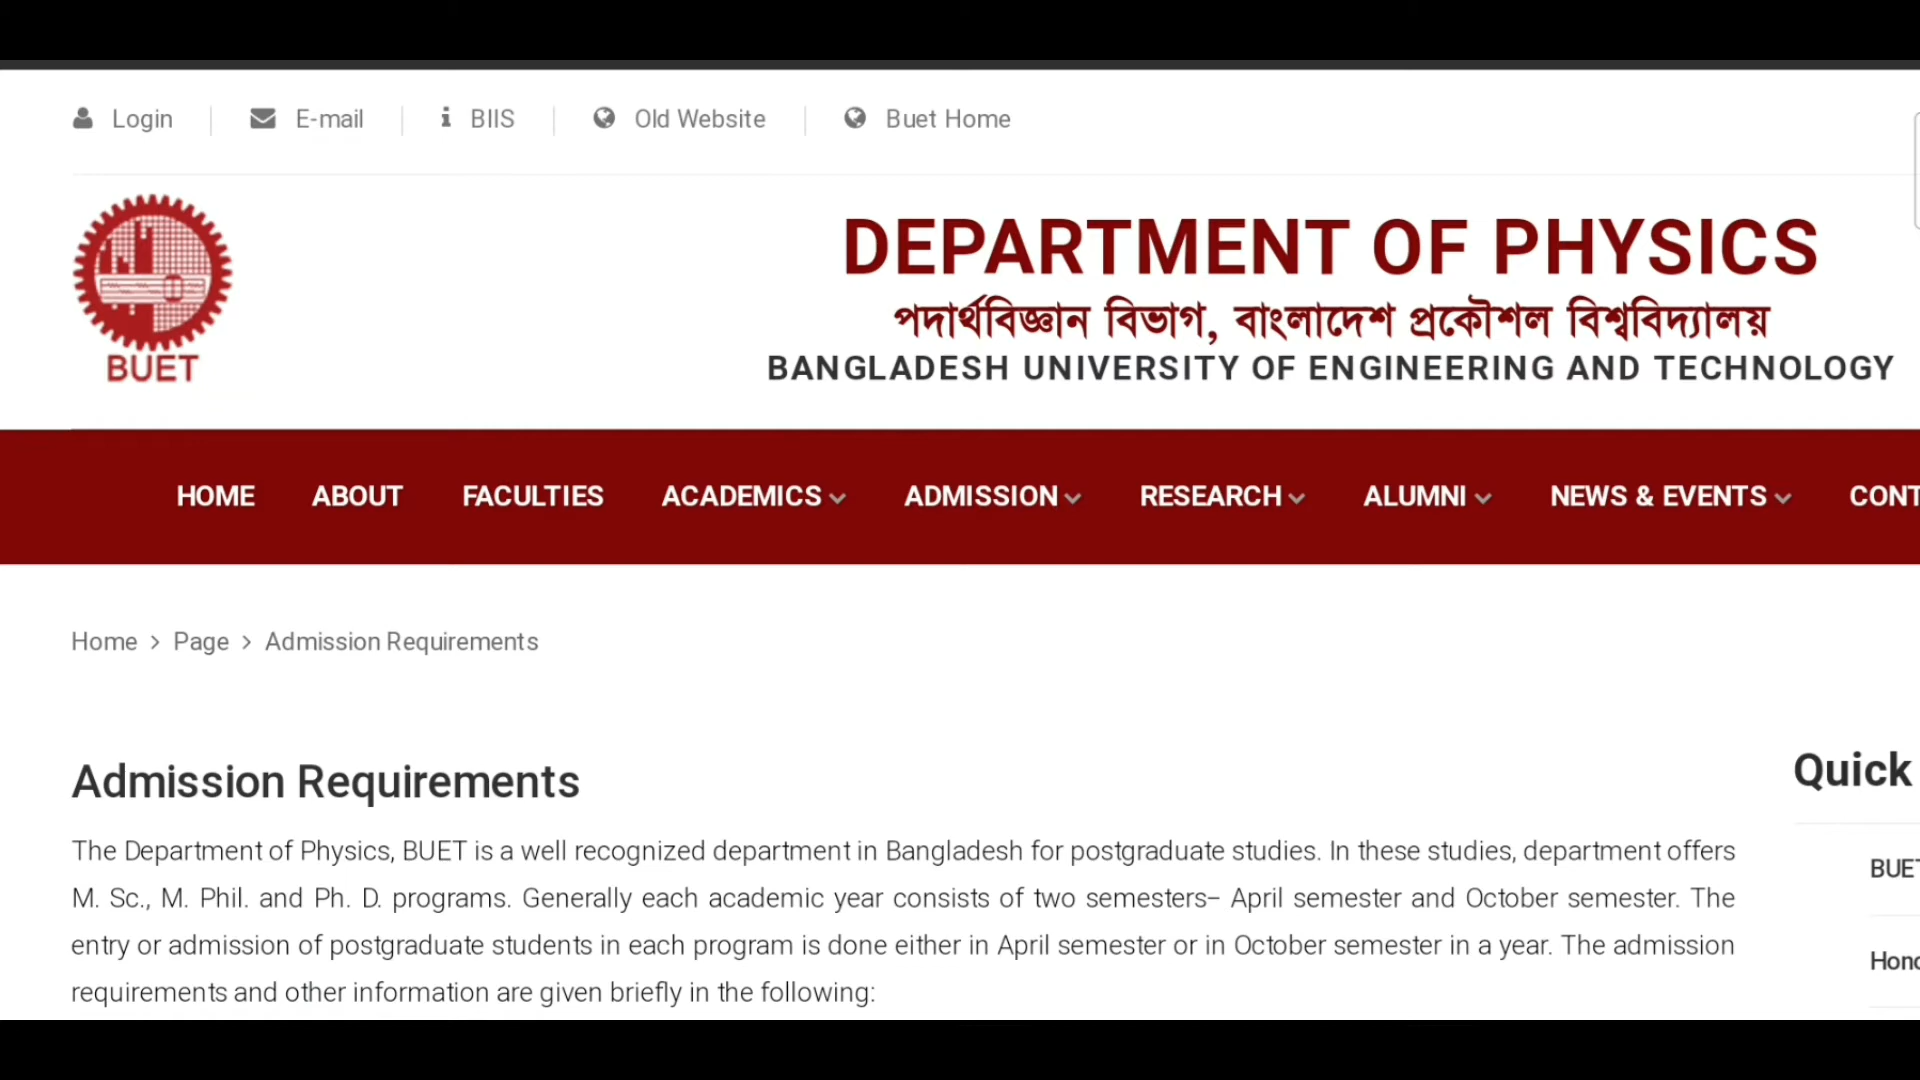 Login E-mail BIIS Old Website Buet Home
BUET
DEPARTMENT OF PHYSICS
পদার্থবিজ্ঞান বিভাগ, বাংলাদেশ প্রকৌশল বিশ্ববিদ্যালয়
BANGLADESH UNIVERSITY OF ENGINEERING AND TECHNOLOGY
HOME ABOUT FACULTIES ACADEMICS ADMISSION RESEARCH ALUMNI NEWS & EVENTS CONT
Home > Page > Admission Requirements
Admission Requirements
The Department of Physics, BUET is a well recognized department in Bangladesh for postgraduate studies. In these studies, department offers
M. Sc., M. Phil. and Ph. D. programs. Generally each academic year consists of two semesters– April semester and October semester. The
entry or admission of postgraduate students in each program is done either in April semester or in October semester in a year. The admission
requirements and other information are given briefly in the following:
Quick
BUET
Hono